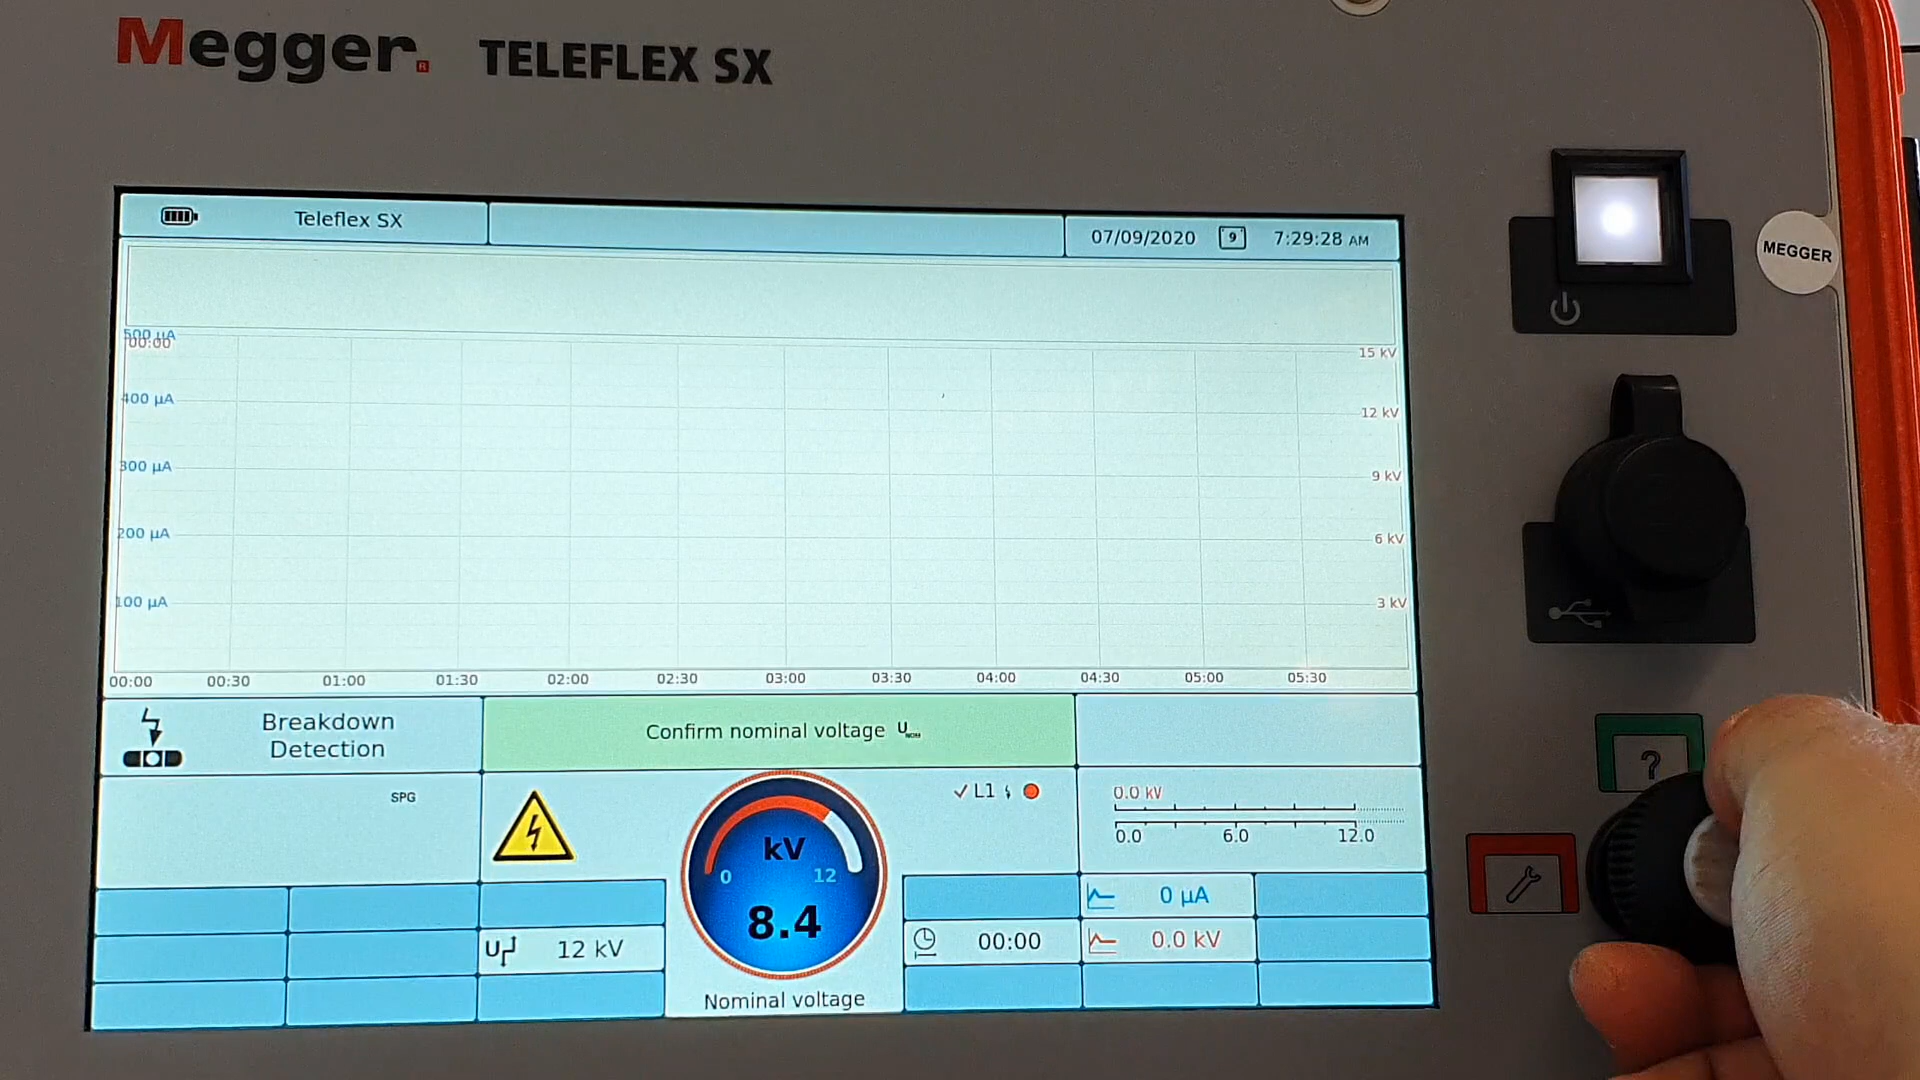 Megger.
TELEFLEX SX
MEGGER
Teleflex SX
07/09/2020 9 7:29:28 AM
500 µA
00:00
15 kV
400 µA
12 kV
300 µA
9 kV
200 µA
6 kV
100 µA
3 kV
00:00 00:30 01:00 01:30 02:00 02:30 03:00 03:30 04:00 04:30 05:00 05:30
Breakdown
Detection
Confirm nominal voltage UNOM
SPG
✓ L1
0.0 kV
0.0 6.0 12.0
kV
0 12
8.4
Nominal voltage
U 12 kV
00:00
0 µA
0.0 kV
?